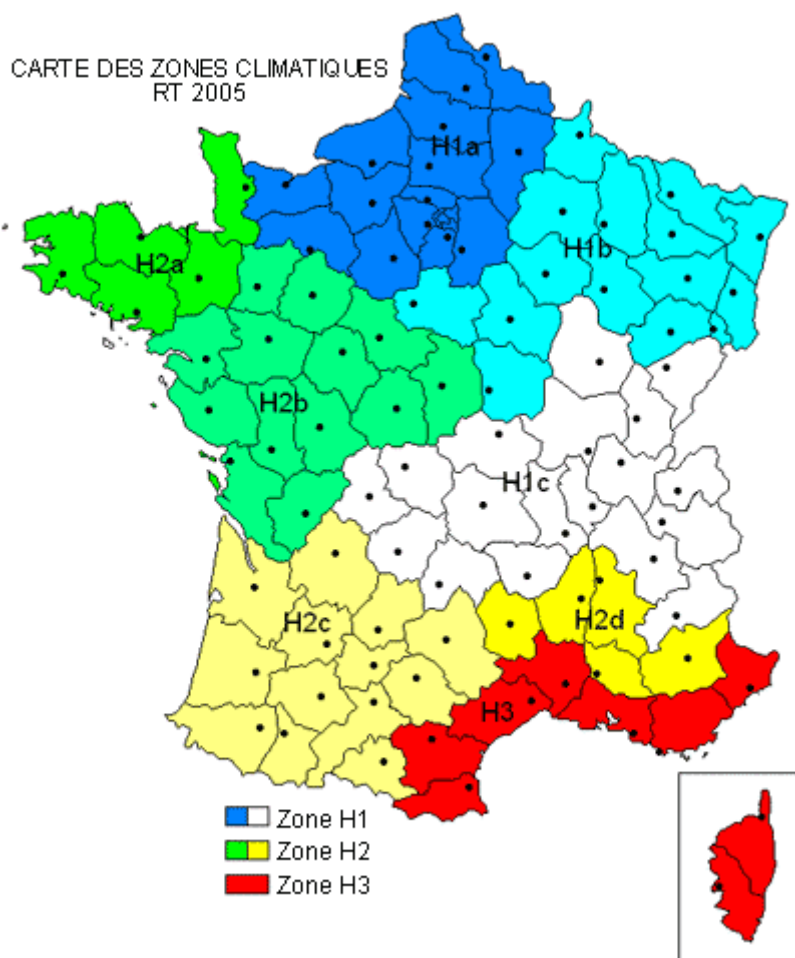 CARTE DES ZONES CLIMATIQUES
RT 2005
H1a
H1b
H2a
H2b
H1c
H2c
H2d
H3
Zone H1
Zone H2
Zone H3